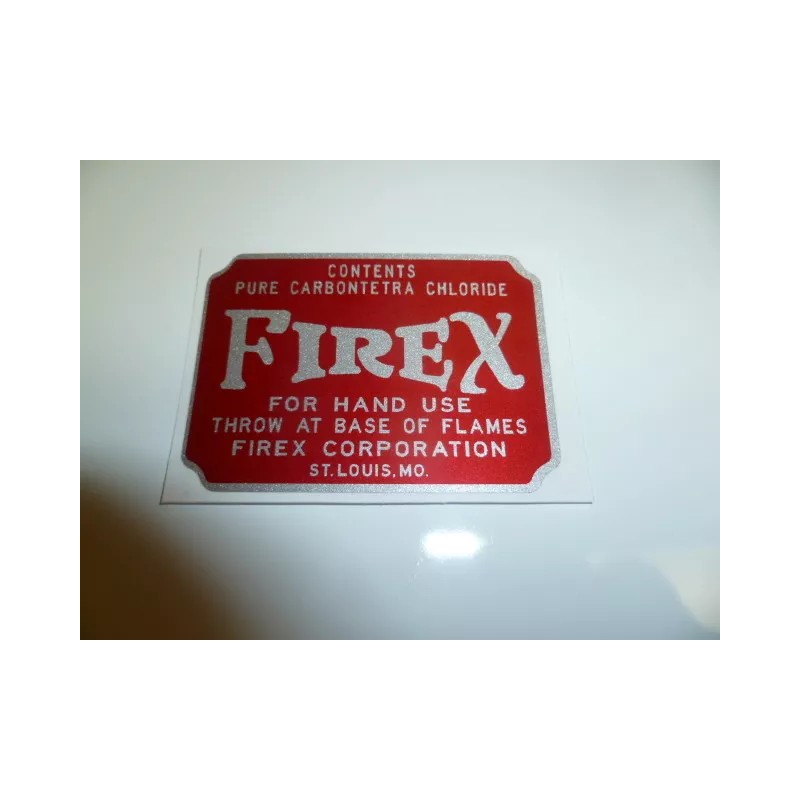 CONTENTS
PURE CARBONTETRA CHLORIDE
FIREX
FOR HAND USE
THROW AT BASE OF FLAMES
FIREX CORPORATION
ST. LOUIS, MO.